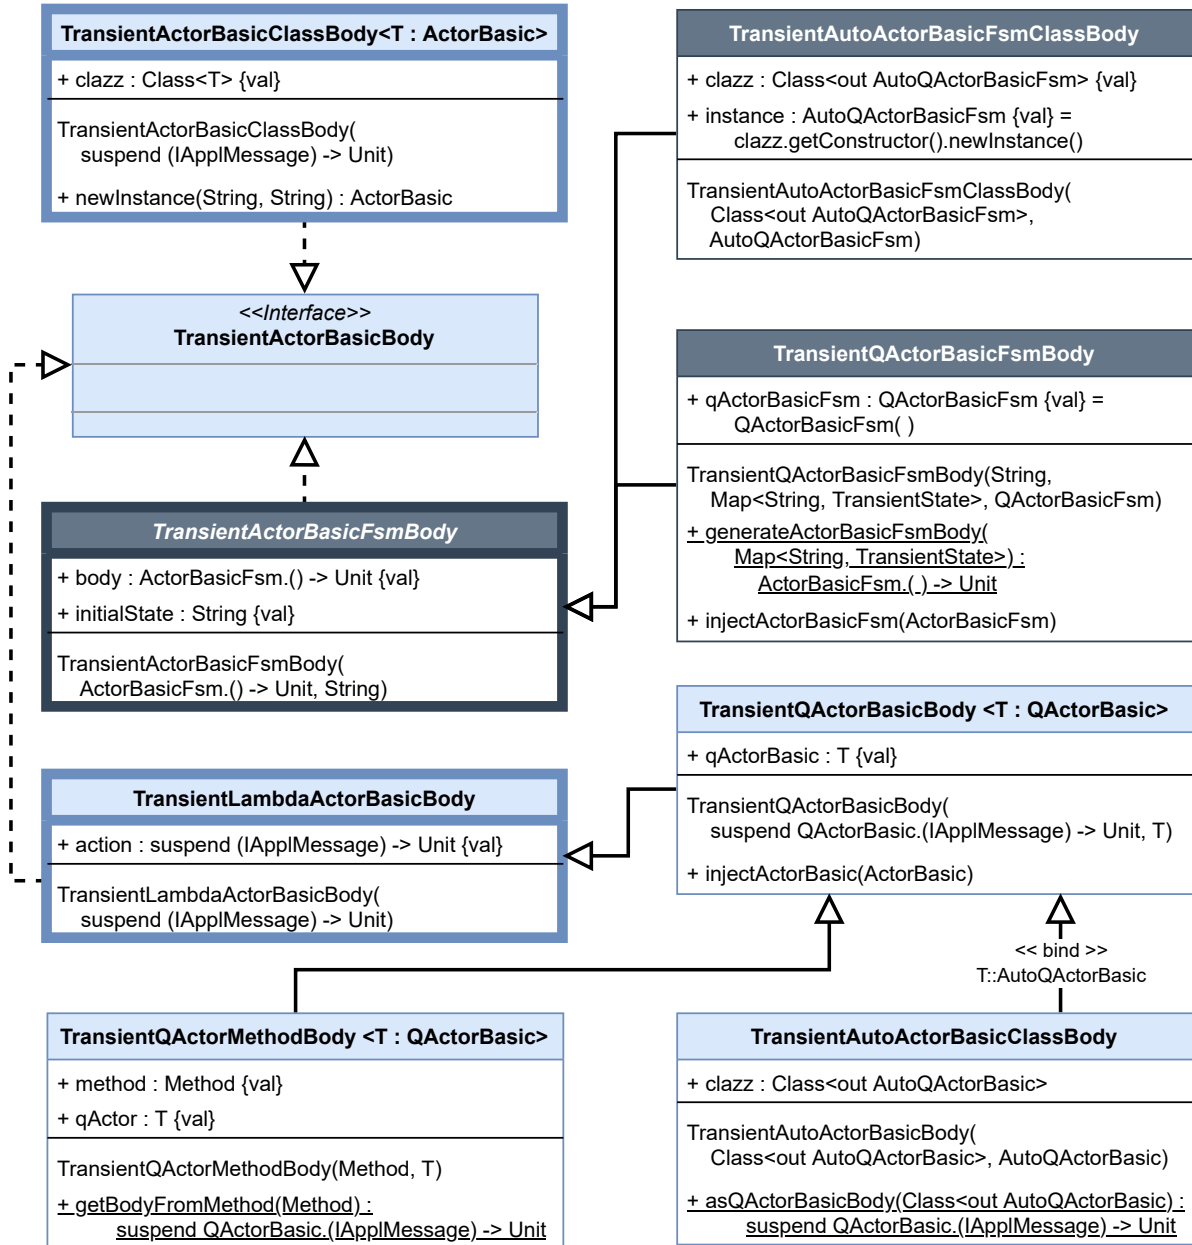 TransientActorBasicClassBody<T : ActorBasic>
+ clazz : Class<T> {val}
TransientActorBasicClassBody(
suspend (IApplMessage) -> Unit)
+ newInstance(String, String) : ActorBasic
<<Interface>>
TransientActorBasicBody
TransientActorBasicFsmBody
+ body : ActorBasicFsm.() -> Unit {val}
+ initialState : String {val}
TransientActorBasicFsmBody(
ActorBasicFsm.() -> Unit, String)
TransientLambdaActorBasicBody
+ action : suspend (IApplMessage) -> Unit {val}
TransientLambdaActorBasicBody(
suspend (IApplMessage) -> Unit)
TransientAutoActorBasicFsmClassBody
+ clazz : Class<out AutoQActorBasicFsm> {val}
+ instance : AutoQActorBasicFsm {val} =
clazz.getConstructor().newInstance()
TransientAutoActorBasicFsmClassBody(
Class<out AutoQActorBasicFsm>,
AutoQActorBasicFsm)
TransientQActorBasicFsmBody
+ qActorBasicFsm : QActorBasicFsm {val} =
QActorBasicFsm( )
TransientQActorBasicFsmBody(String,
Map<String, TransientState>, QActorBasicFsm)
+ generateActorBasicFsmBody(
Map<String, TransientState>) :
ActorBasicFsm.( ) -> Unit
+ injectActorBasicFsm(ActorBasicFsm)
TransientQActorBasicBody <T : QActorBasic>
+ qActorBasic : T {val}
TransientQActorBasicBody(
suspend QActorBasic.(IApplMessage) -> Unit, T)
+ injectActorBasic(ActorBasic)
<< bind >>
T::AutoQActorBasic
TransientQActorMethodBody <T : QActorBasic>
+ method : Method {val}
+ qActor : T {val}
TransientQActorMethodBody(Method, T)
+ getBodyFromMethod(Method) :
suspend QActorBasic.(IApplMessage) -> Unit
TransientAutoActorBasicClassBody
+ clazz : Class<out AutoQActorBasic>
TransientAutoActorBasicBody(
Class<out AutoQActorBasic>, AutoQActorBasic)
+ asQActorBasicBody(Class<out AutoQActorBasic) :
suspend QActorBasic.(IApplMessage) -> Unit